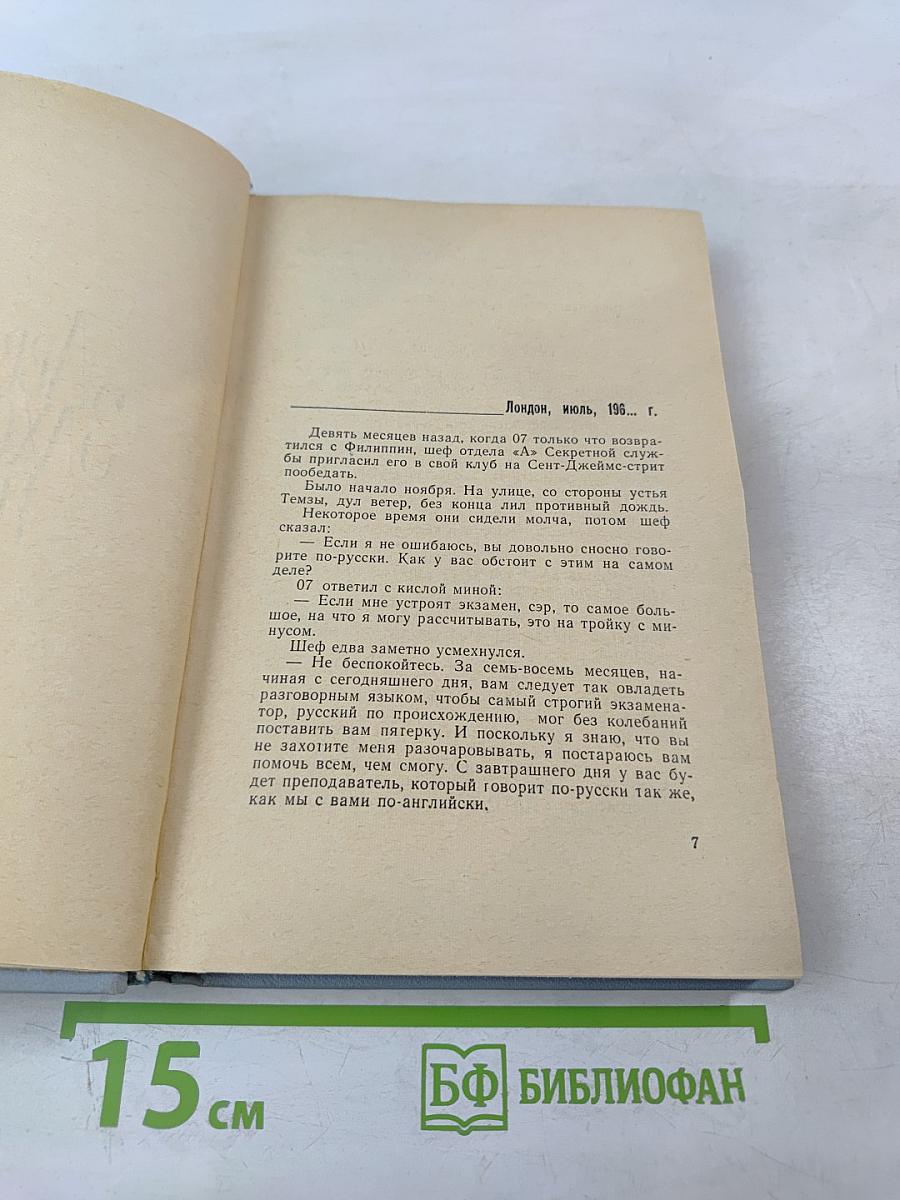 Лондон, июль, 196... г.
Девять месяцев назад, когда 07 только что возвра-
тился с Филиппин, шеф отдела «А» Секретной служ-
бы пригласил его в свой клуб на Сент-Джеймс-стрит
пообедать.
Было начало ноября. На улице, со стороны устья
Темзы, дул ветер, без конца лил противный дождь.
Некоторое время они сидели молча, потом шеф
сказал:
— Если я не ошибаюсь, вы довольно сносно гово-
рите по-русски. Как у вас обстоит с этим на самом
деле?
07 ответил с кислой миной:
— Если мне устроят экзамен, сэр, то самое боль-
шое, на что я могу рассчитывать, это на тройку с ми-
нусом.
Шеф едва заметно усмехнулся.
— Не беспокойтесь. За семь-восемь месяцев, на-
чиная с сегодняшнего дня, вам следует так овладеть
разговорным языком, чтобы самый строгий экзамена-
тор, русский по происхождению, мог без колебаний
поставить вам пятерку. И поскольку я знаю, что вы
не захотите меня разочаровывать, я постараюсь вам
помочь всем, чем смогу. С завтрашнего дня у вас бу-
дет преподаватель, который говорит по-русски так же,
как мы с вами по-английски.
7
15 см
БФ БИБЛИОФАН